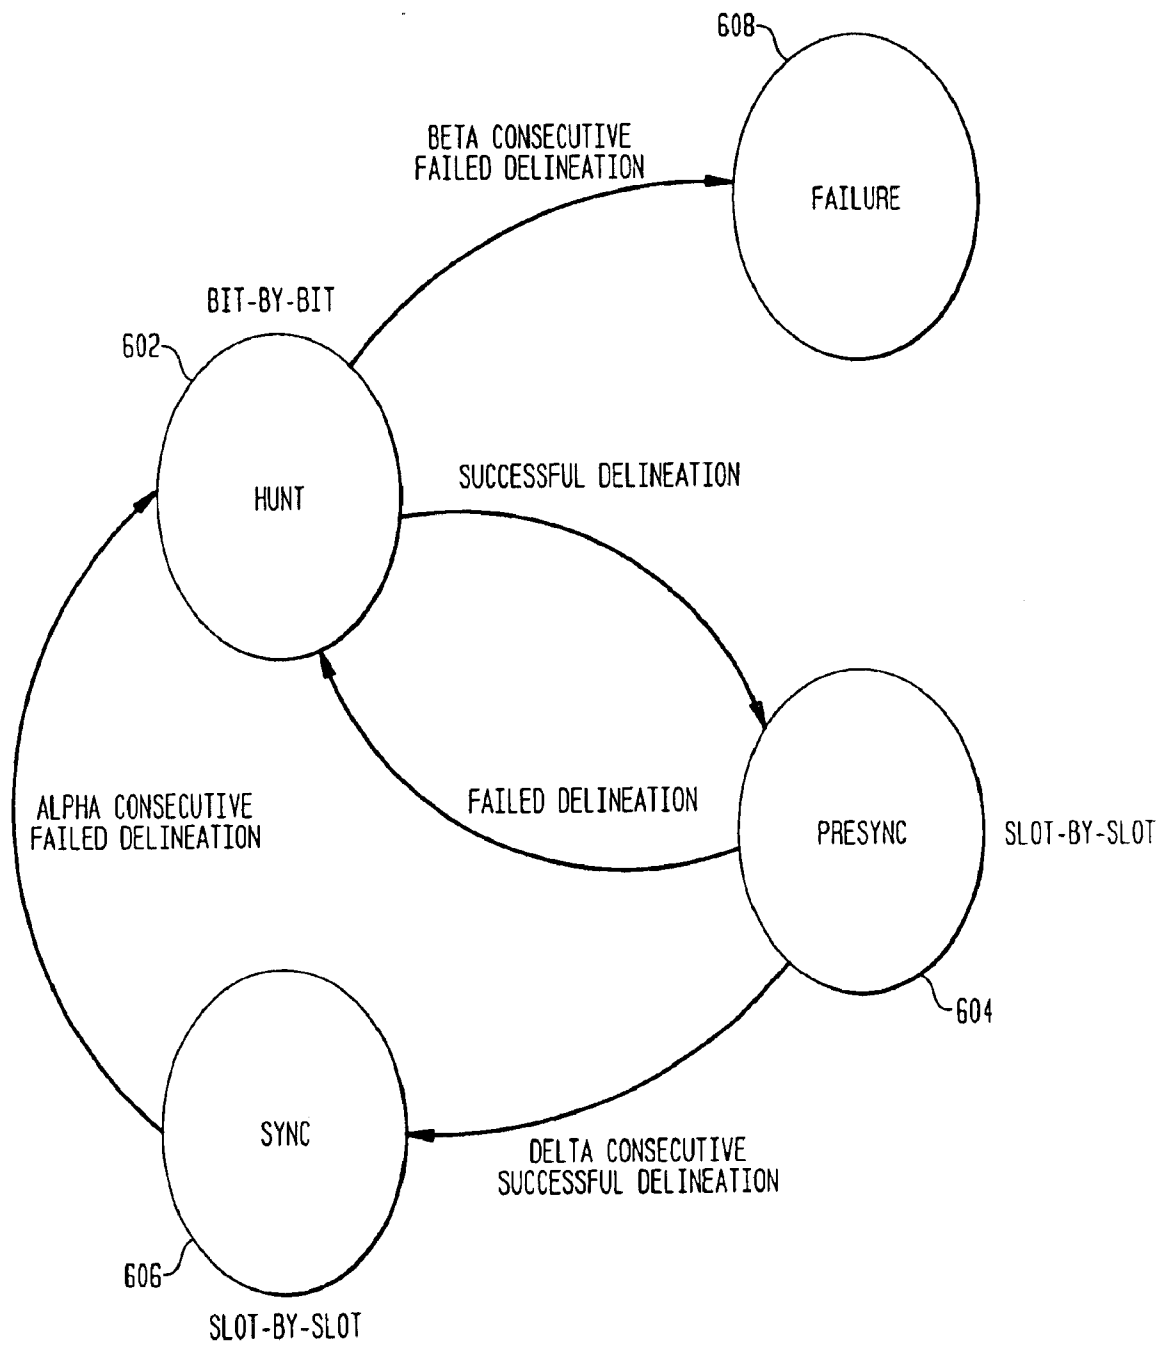 608
BETA CONSECUTIVE
FAILED DELINEATION
FAILURE
BIT-BY-BIT
602
HUNT
SUCCESSFUL DELINEATION
ALPHA CONSECUTIVE
FAILED DELINEATION
FAILED DELINEATION
PRESYNC
SLOT-BY-SLOT
604
SYNC
DELTA CONSECUTIVE
SUCCESSFUL DELINEATION
606
SLOT-BY-SLOT